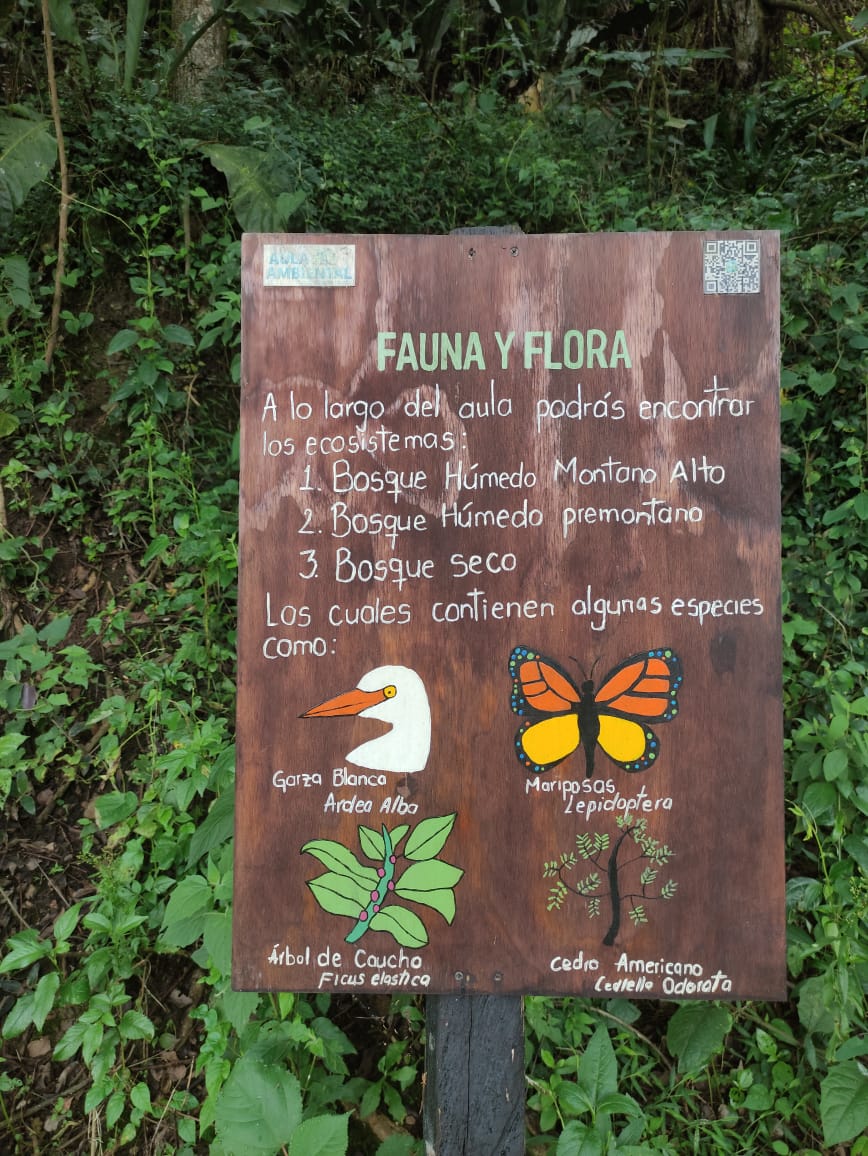 AULA
AMBIENTAL
FAUNA Y FLORA
A lo largo del aula podrás encontrar
los ecosistemas:
1. Bosque Húmedo Montano Alto
2. Bosque Húmedo premontano
3. Bosque seco
Los cuales contienen algunas especies
como:
Garza Blanca
Ardea Alba
Mariposas
Lepidoptera
Árbol de Caucho
Ficus elastica
Cedro Americano
Cedlella Odorata